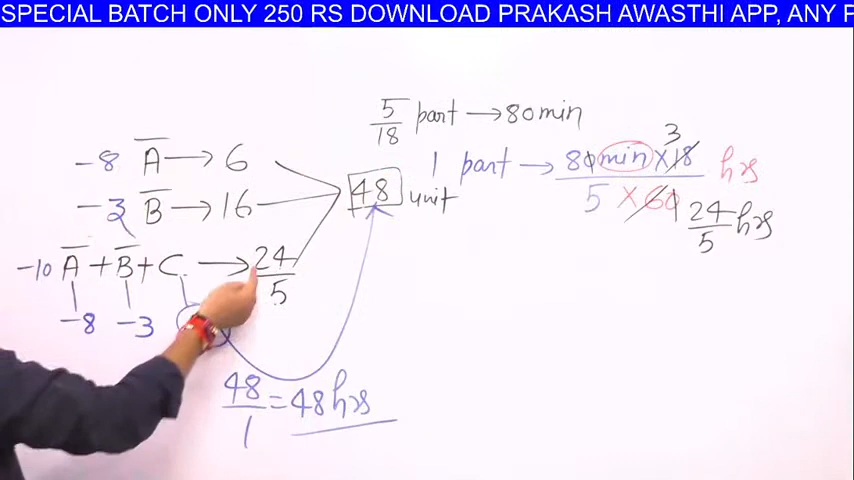 SPECIAL BATCH ONLY 250 RS DOWNLOAD PRAKASH AWASTHI APP, ANY P
5/18 part → 80 min
1 part → 80 min × 18 / 5 × 60 hrs
3
24/5 hrs
-8 A → 6
-3 B → 16
48 unit
-10 A + B + C → 24/5
-8 -3
48/1 = 48 hrs